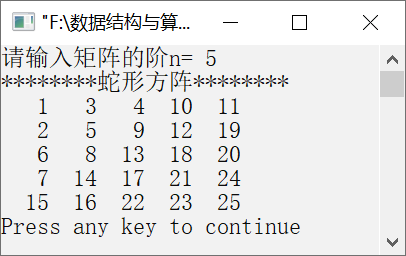 "F:\数据结构与算...
请输入矩阵的阶n= 5
********蛇形方阵********
1 3 4 10 11
2 5 9 12 19
6 8 13 18 20
7 14 17 21 24
15 16 22 23 25
Press any key to continue